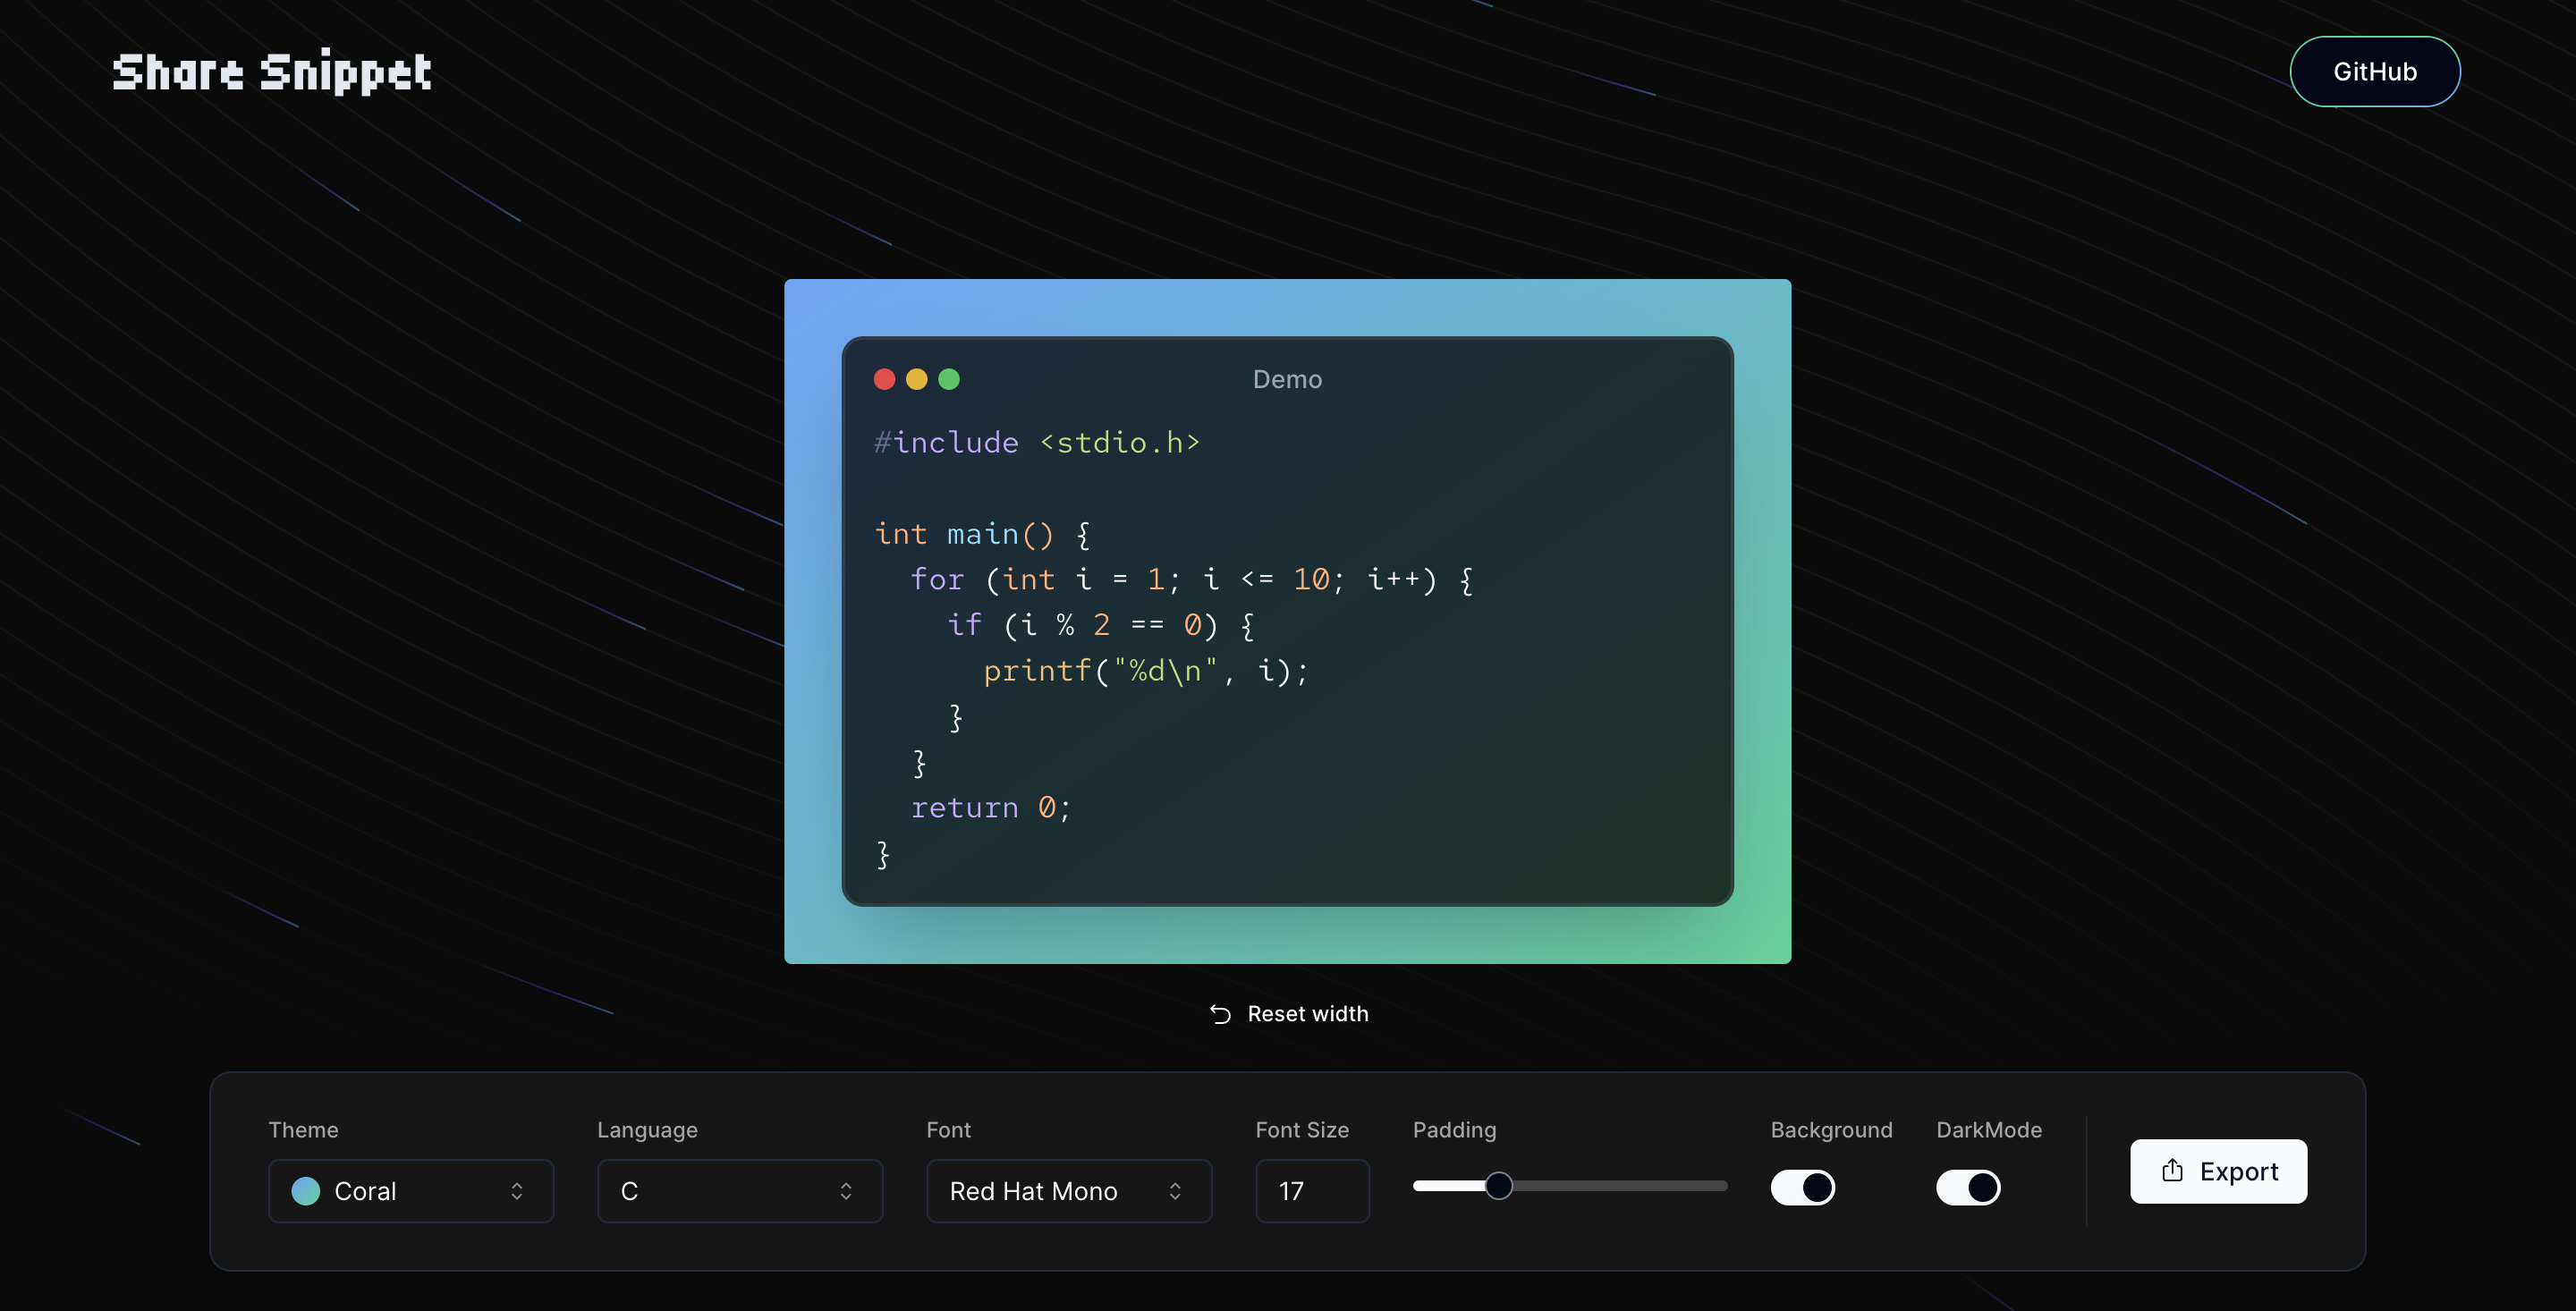 Share Snippet
GitHub
Demo
#include <stdio.h>
int main() {
  for (int i = 1; i <= 10; i++) {
    if (i % 2 == 0) {
      printf("%d\n", i);
    }
  }
  return 0;
}
Reset width
Theme Language Font Font Size Padding Background DarkMode
Coral C Red Hat Mono 17 Export